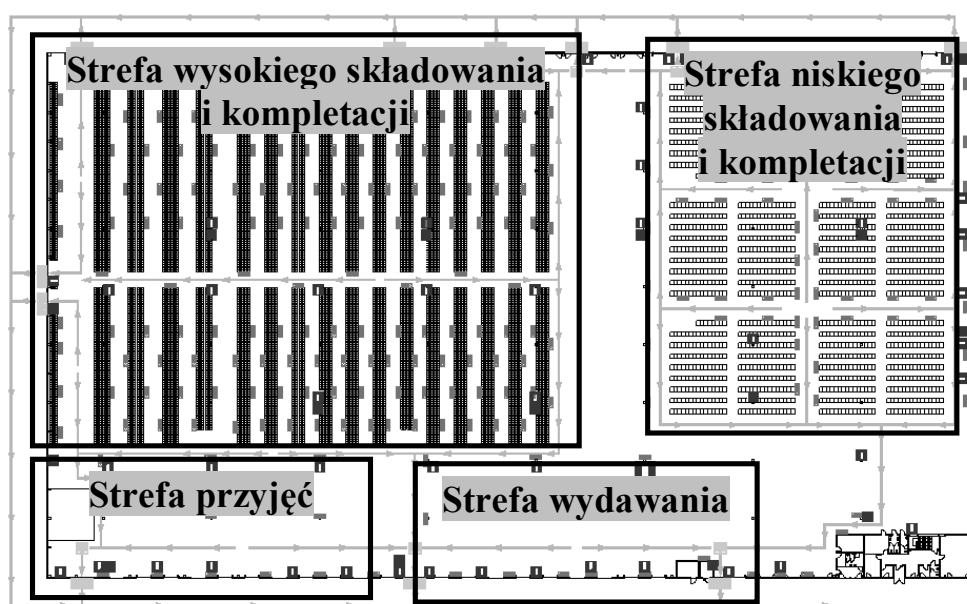 Strefa wysokiego składowania
i kompletacji
Strefa niskiego
składowania
i kompletacji
Strefa przyjęć
Strefa wydawania